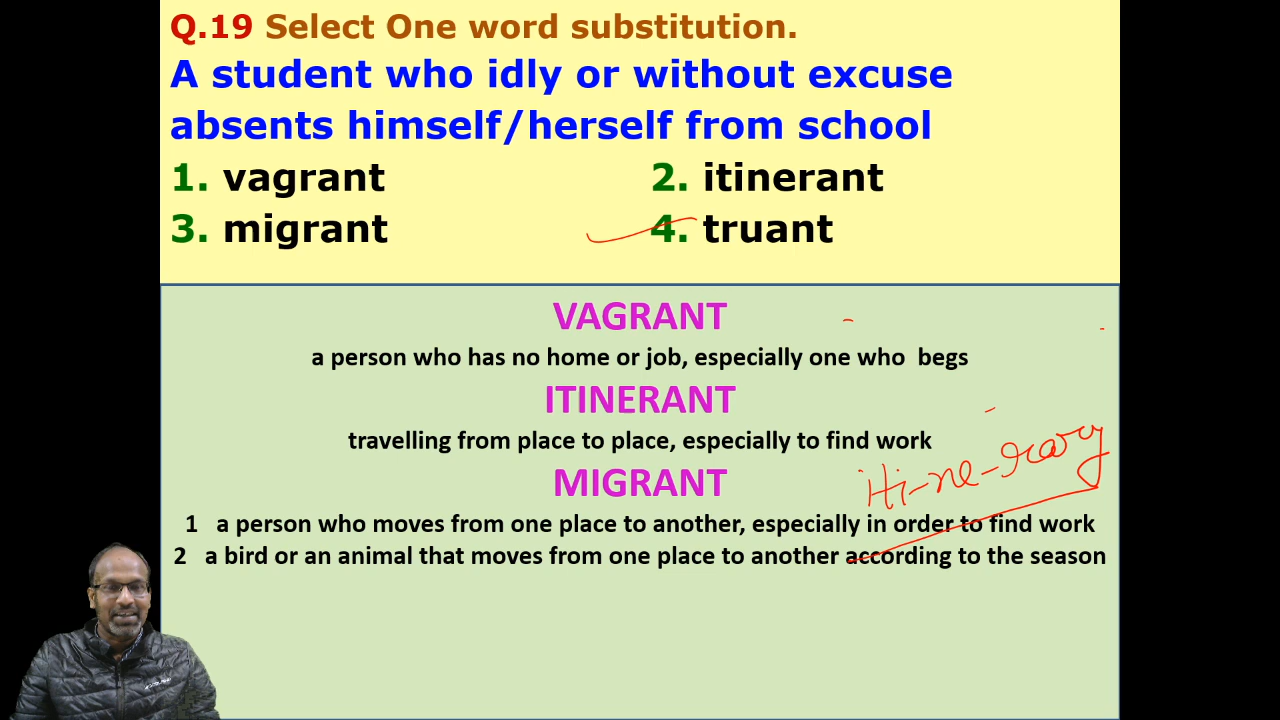 Q.19 Select One word substitution.
A student who idly or without excuse
absents himself/herself from school
1. vagrant 2. itinerant
3. migrant 4. truant
VAGRANT
a person who has no home or job, especially one who begs
ITINERANT
travelling from place to place, especially to find work
iti-ne-rary
MIGRANT
1 a person who moves from one place to another, especially in order to find work
2 a bird or an animal that moves from one place to another according to the season